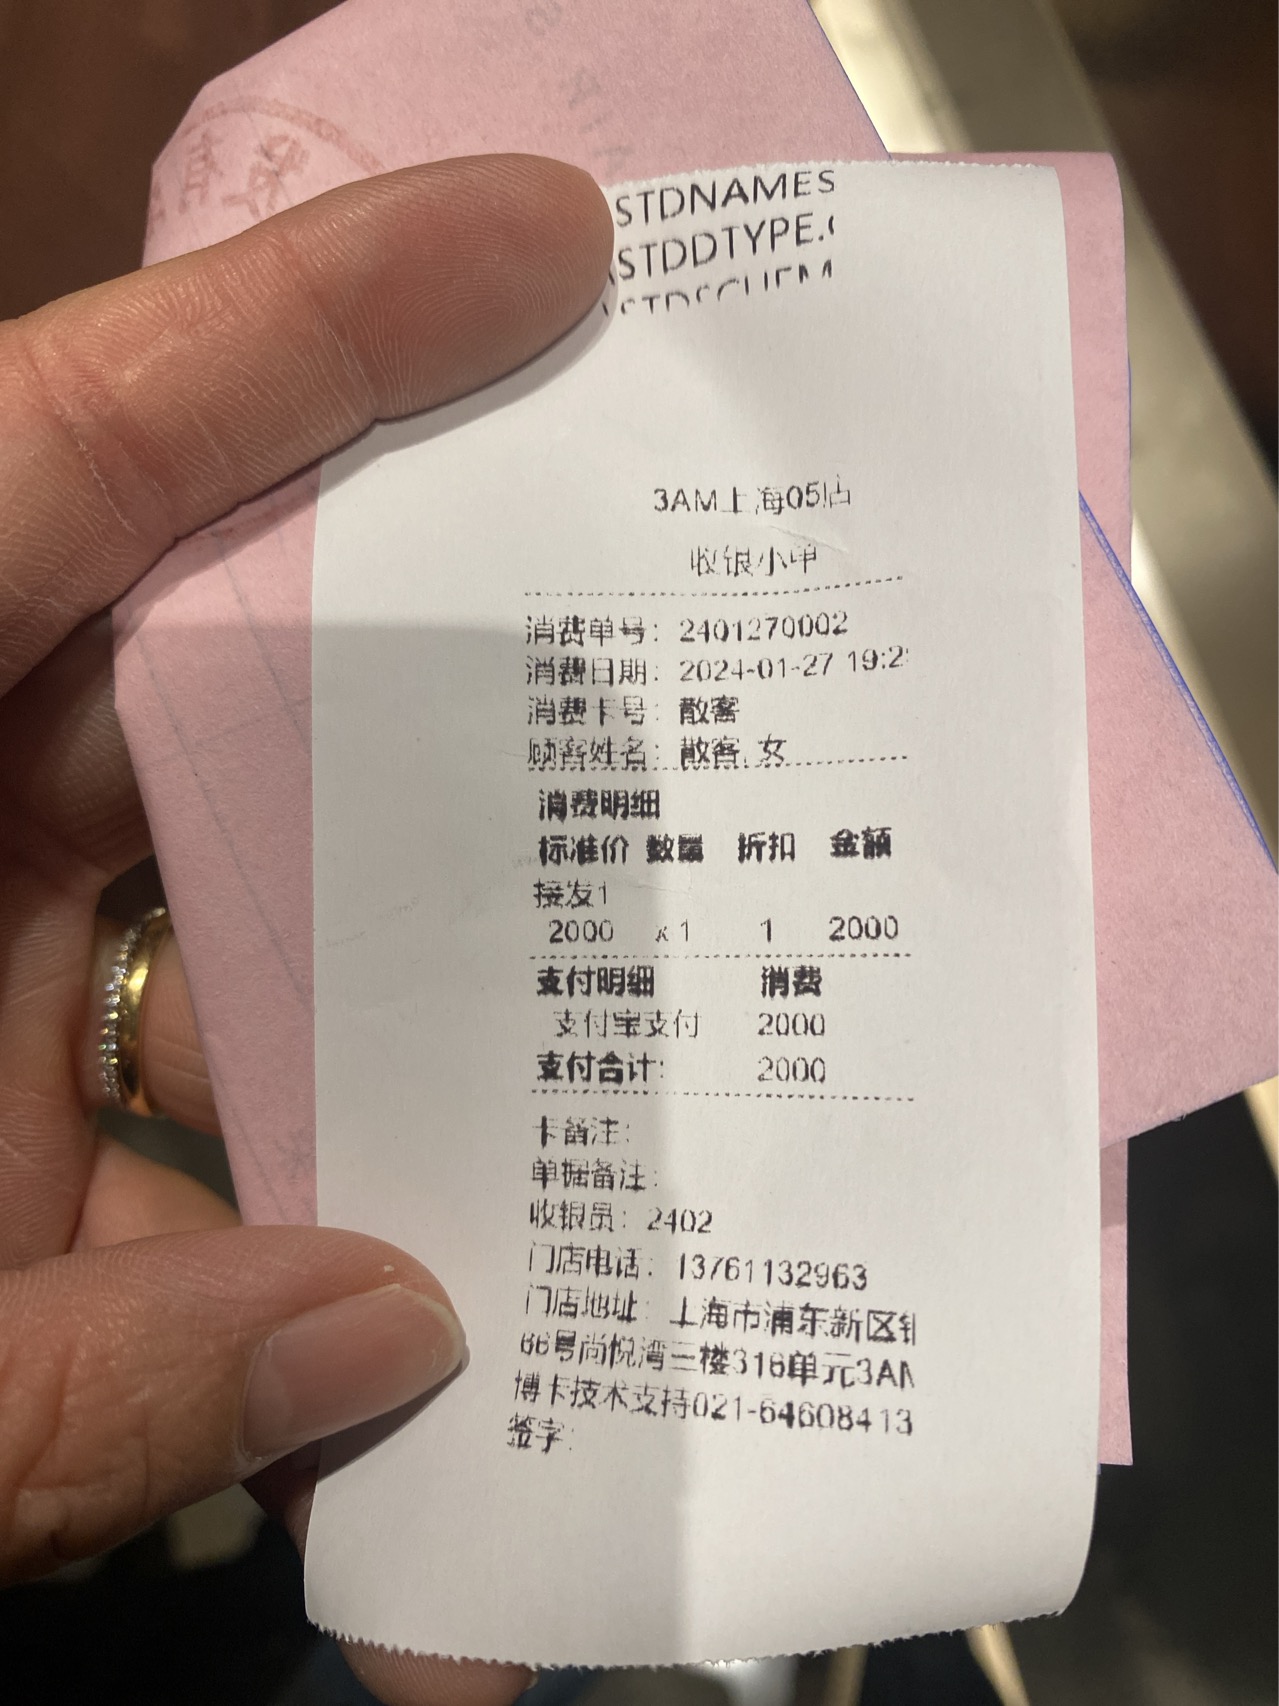 STDNAMES
STDDTYPE.
3AM上海05店
收银小单
消费单号：2401270002
消费日期：2024-01-27 19:2
消费卡号：散客
顾客姓名：散客, 女
消费明细
标准价 数量 折扣 金额
接发1
2000 x1 1 2000
支付明细 消费
支付宝支付 2000
支付合计： 2000
卡备注：
单据备注：
收银员：2402
门店电话：13761132963
门店地址：上海市浦东新区
66号尚悦湾三楼316单元3AM
博卡技术支持021-64608413
签字：